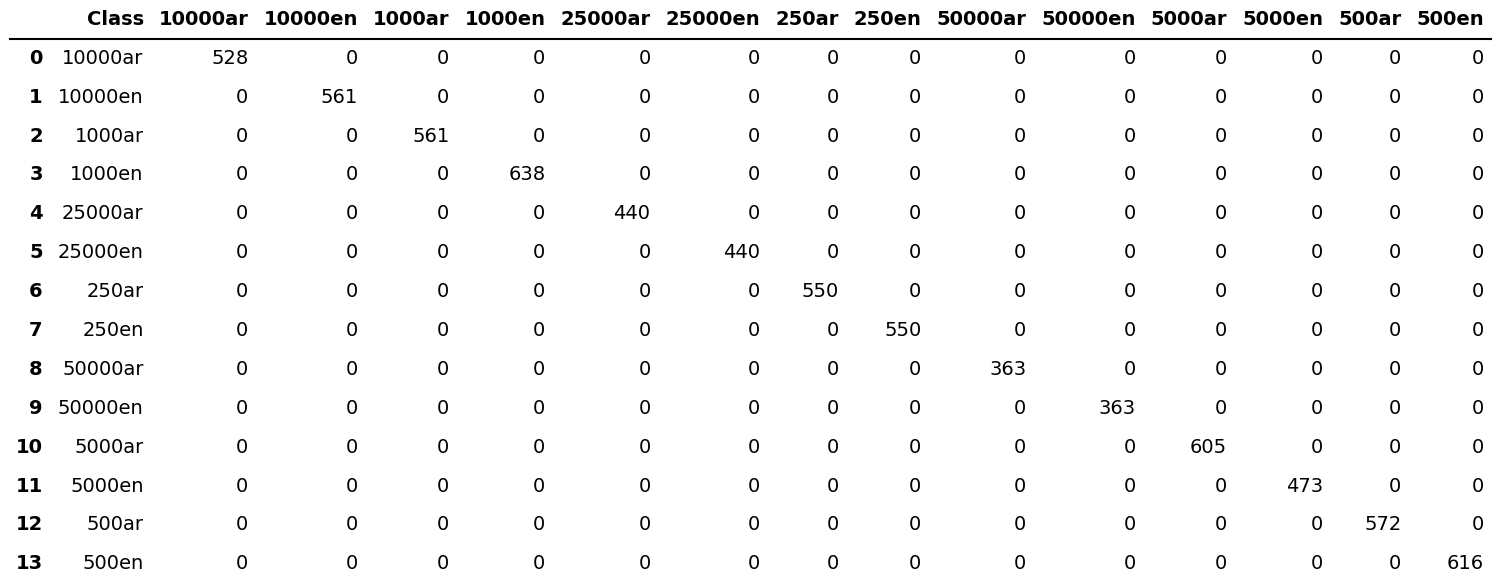 Class 10000ar 10000en 1000ar 1000en 25000ar 25000en 250ar 250en 50000ar 50000en 5000ar 5000en 500ar 500en
0 10000ar 528 0 0 0 0 0 0 0 0 0 0 0 0 0
1 10000en 0 561 0 0 0 0 0 0 0 0 0 0 0 0
2 1000ar 0 0 561 0 0 0 0 0 0 0 0 0 0 0
3 1000en 0 0 0 638 0 0 0 0 0 0 0 0 0 0
4 25000ar 0 0 0 0 440 0 0 0 0 0 0 0 0 0
5 25000en 0 0 0 0 0 440 0 0 0 0 0 0 0 0
6 250ar 0 0 0 0 0 0 550 0 0 0 0 0 0 0
7 250en 0 0 0 0 0 0 0 550 0 0 0 0 0 0
8 50000ar 0 0 0 0 0 0 0 0 363 0 0 0 0 0
9 50000en 0 0 0 0 0 0 0 0 0 363 0 0 0 0
10 5000ar 0 0 0 0 0 0 0 0 0 0 605 0 0 0
11 5000en 0 0 0 0 0 0 0 0 0 0 0 473 0 0
12 500ar 0 0 0 0 0 0 0 0 0 0 0 0 572 0
13 500en 0 0 0 0 0 0 0 0 0 0 0 0 0 616